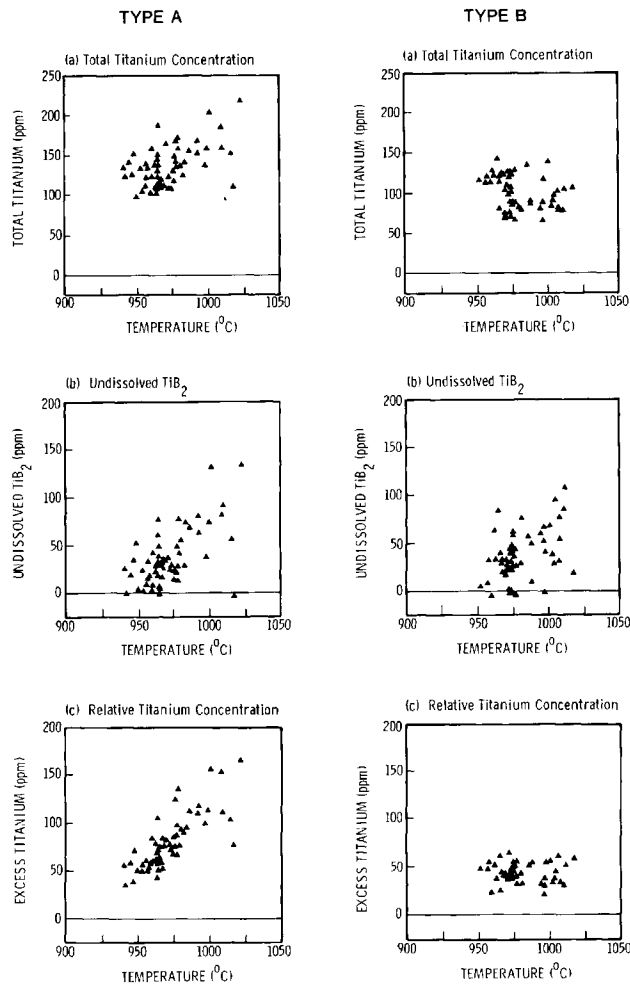 TYPE A
TYPE B
(a) Total Titanium Concentration
250
200
150
100
50
0
900
950
1000
1050
TOTAL TITANIUM (ppm)
TEMPERATURE (°C)
(a) Total Titanium Concentration
250
200
150
100
50
0
900
950
1000
1050
TOTAL TITANIUM (ppm)
TEMPERATURE (°C)
(b) Undissolved TiB2
200
150
100
50
0
900
950
1000
1050
UNDISSOLVED TiB2 (ppm)
TEMPERATURE (°C)
(b) Undissolved TiB2
200
150
100
50
0
900
950
1000
1050
UNDISSOLVED TiB2 (ppm)
TEMPERATURE (°C)
(c) Relative Titanium Concentration
200
150
100
50
0
900
950
1000
1050
EXCESS TITANIUM (ppm)
TEMPERATURE (°C)
(c) Relative Titanium Concentration
200
150
100
50
0
900
950
1000
1050
EXCESS TITANIUM (ppm)
TEMPERATURE (°C)